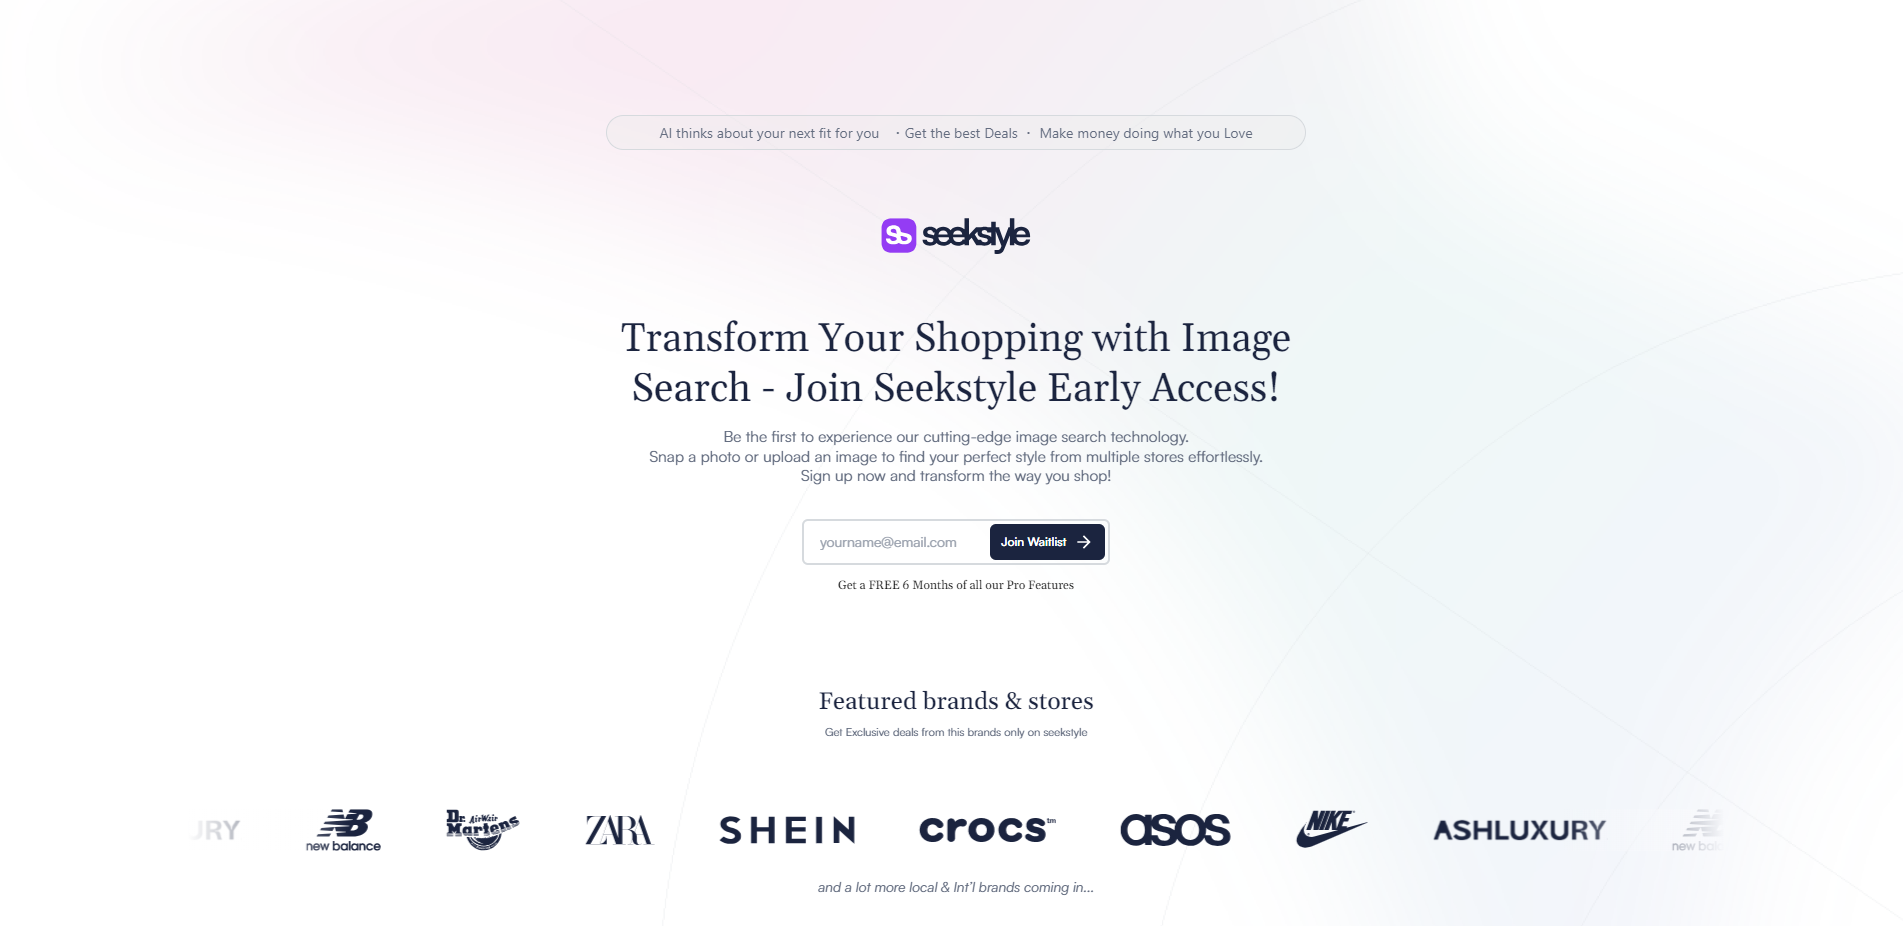 AI thinks about your next fit for you · Get the best Deals · Make money doing what you Love
Ss seekstyle
Transform Your Shopping with Image
Search - Join Seekstyle Early Access!
Be the first to experience our cutting-edge image search technology.
Snap a photo or upload an image to find your perfect style from multiple stores effortlessly.
Sign up now and transform the way you shop!
yourname@email.com Join Waitlist →
Get a FREE 6 Months of all our Pro Features
Featured brands & stores
Get Exclusive deals from this brands only on seekstyle
URY NB new balance Dr. Martens AirWair ZARA SHEIN crocs™ asos NIKE ASHLUXURY new bal
and a lot more local & Int'l brands coming in...